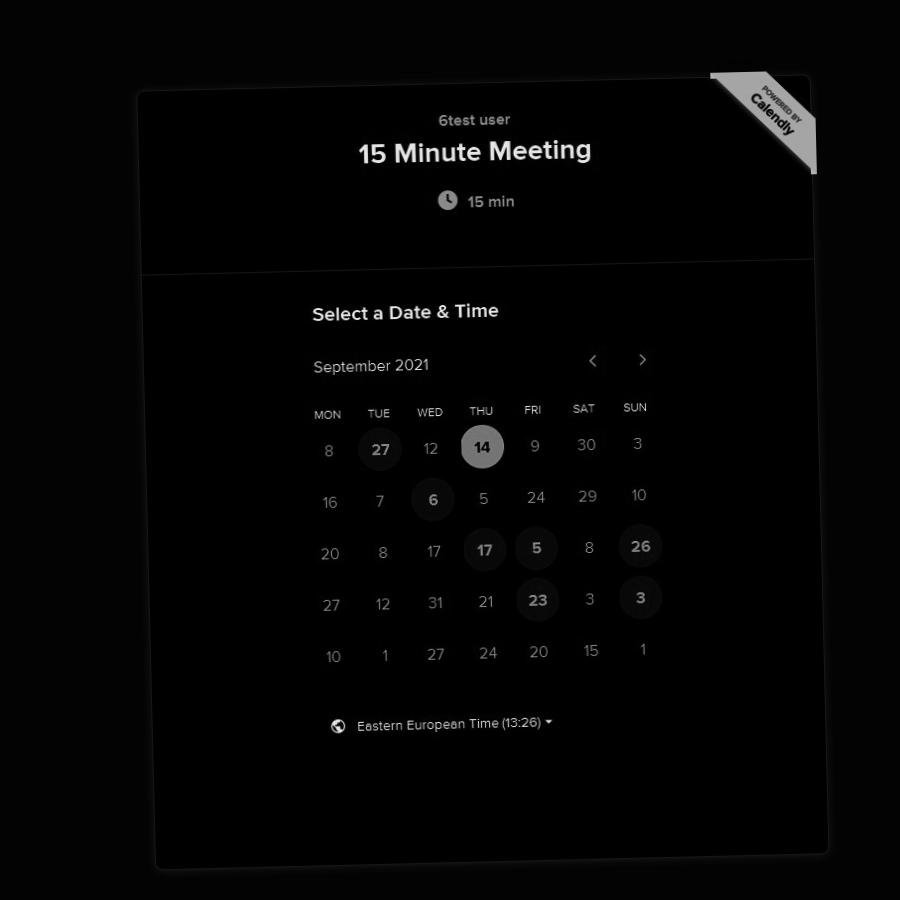 POWERED BY
Calendly
6test user
15 Minute Meeting
15 min
Select a Date & Time
September 2021
MON TUE WED THU FRI SAT SUN
8 27 12 14 9 30 3
16 7 6 5 24 29 10
20 8 17 17 5 8 26
27 12 31 21 23 3 3
10 1 27 24 20 15 1
Eastern European Time (13:26)